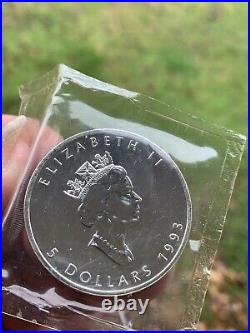 ELIZABETH II
5 DOLLARS 1993